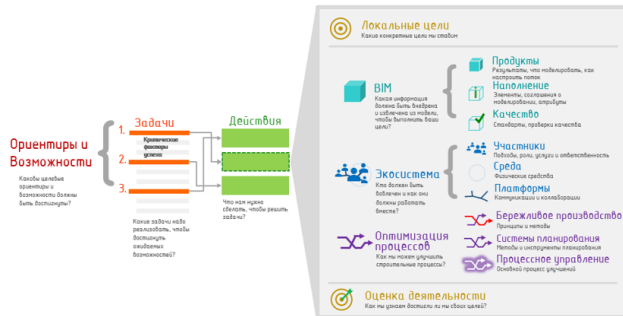 Ориентиры и
Возможности
Каковы целевые
ориентиры и
возможности должны
быть достигнуты?
Задачи
1.
Критические
факторы
успеха
2.
3.
Какие задачи надо
реализовать, чтобы
достигнуть
ожидаемых
возможностей?
Действия
Что нам нужно
сделать, чтобы решить
задачи?
Локальные цели
Какие конкретные цели мы ставим
BIM
Какая информация
должна быть внедрена
и извлечена из модели,
чтобы выполнить ваши
цели?
Продукты
Результаты, что моделировать, как
настроить поток
Наполнение
Элементы, соглашения о
моделировании, атрибуты
Качество
Стандарты, проверки качества
Экосистема
Кто должен быть
вовлечен и как они
должны работать
вместе?
Участники
Подходы, роли, услуги и ответственность
Среда
Физические средства
Платформы
Коммуникации и коллаборации
Оптимизация
процессов
Как мы можем улучшить
строительные процессы?
Бережливое производство
Принципы и методы
Системы планирования
Методы и инструменты планирования
Процессное управление
Основной процесс улучшений
Оценка деятельности
Как мы узнаем достигли ли мы своих целей?